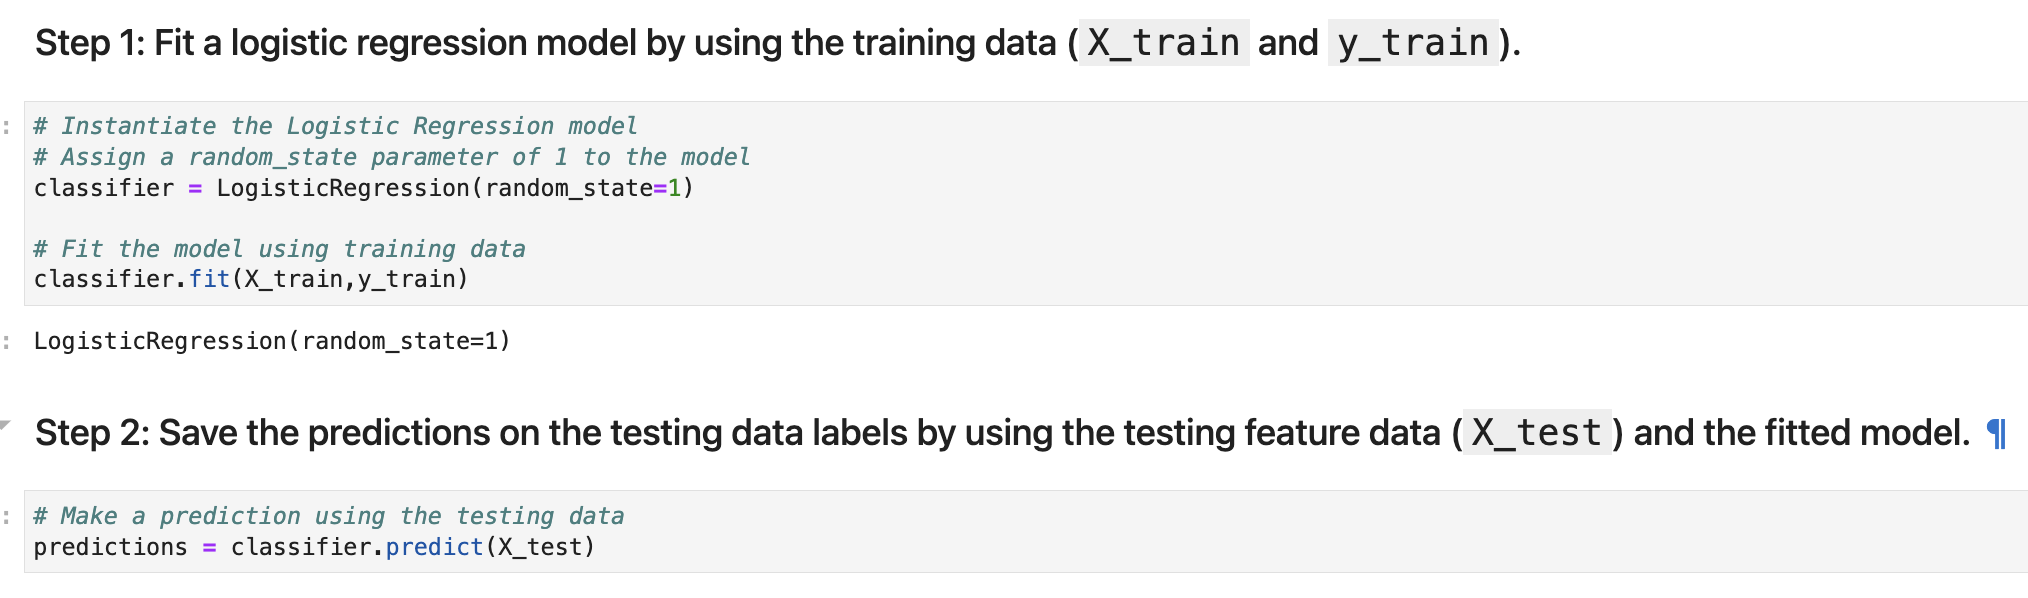 Step 1: Fit a logistic regression model by using the training data (X_train and y_train).
: # Instantiate the Logistic Regression model
# Assign a random_state parameter of 1 to the model
classifier = LogisticRegression(random_state=1)
# Fit the model using training data
classifier.fit(X_train,y_train)
: LogisticRegression(random_state=1)
Step 2: Save the predictions on the testing data labels by using the testing feature data (X_test) and the fitted model. ¶
: # Make a prediction using the testing data
predictions = classifier.predict(X_test)